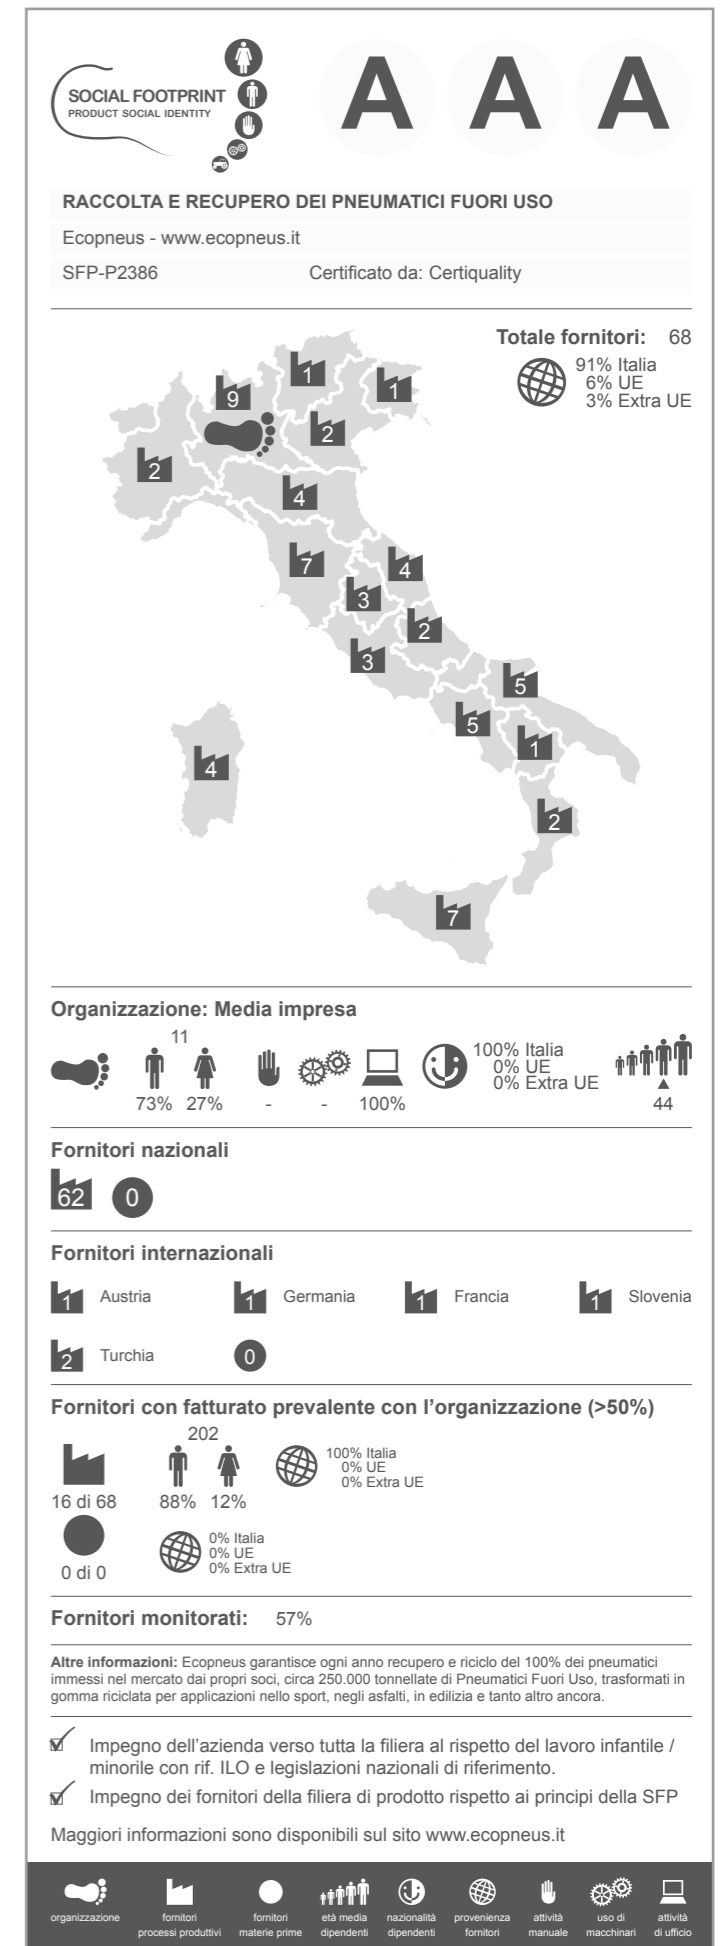 SOCIAL FOOTPRINT
PRODUCT SOCIAL IDENTITY
A A A
RACCOLTA E RECUPERO DEI PNEUMATICI FUORI USO
Ecopneus - www.ecopneus.it
SFP-P2386 Certificato da: Certiquality
Totale fornitori: 68
91% Italia
6% UE
3% Extra UE
1
9
1
2
2
4
7
4
3
2
3
5
5
1
4
2
7
Organizzazione: Media impresa
11
73% 27% - - 100%
100% Italia
0% UE
0% Extra UE
44
Fornitori nazionali
62 0
Fornitori internazionali
1 Austria 1 Germania 1 Francia 1 Slovenia
2 Turchia 0
Fornitori con fatturato prevalente con l’organizzazione (>50%)
202
100% Italia
0% UE
0% Extra UE
16 di 68 88% 12%
0% Italia
0% UE
0% Extra UE
0 di 0
Fornitori monitorati: 57%
Altre informazioni: Ecopneus garantisce ogni anno recupero e riciclo del 100% dei pneumatici
immessi nel mercato dai propri soci, circa 250.000 tonnellate di Pneumatici Fuori Uso, trasformati in
gomma riciclata per applicazioni nello sport, negli asfalti, in edilizia e tanto altro ancora.
Impegno dell’azienda verso tutta la filiera al rispetto del lavoro infantile /
minorile con rif. ILO e legislazioni nazionali di riferimento.
Impegno dei fornitori della filiera di prodotto rispetto ai principi della SFP
Maggiori informazioni sono disponibili sul sito www.ecopneus.it
organizzazione
fornitori
processi produttivi
fornitori
materie prime
età media
dipendenti
nazionalità
dipendenti
provenienza
fornitori
attività
manuale
uso di
macchinari
attività
di ufficio